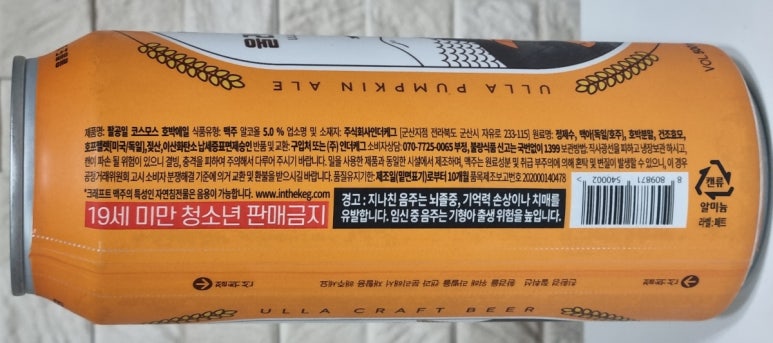 ULLA PUMPKIN ALE
제품명: 팔공일 코스모스 호박에일 식품유형: 맥주 알코올 5.0 % 업소명 및 소재지: 주식회사인더케그 [군산지점 전라북도 군산시 자유로 233-115] 원료명: 정제수, 맥아(독일/호주), 호박분말, 건조효모,
호프펠렛(미국/독일), 젖산, 이산화탄소 납세증표면제승인 반품 및 교환: 구입처 또는 (주) 인더케그 소비자상담: 070-7725-0065 부정, 불량식품 신고는 국번없이 1399 보관방법: 직사광선을 피하고 냉장보관 하시고,
캔이 파손 될 위험이 있으니 결빙, 충격을 피하여 주의해서 다루어 주시기 바랍니다. 밀을 사용한 제품과 동일한 시설에서 제조하며, 맥주는 원료성분 및 취급 부주의에 의해 혼탁 및 변질이 발생할 수 있으니, 이 경우
공정거래위원회 고시 소비자 분쟁해결 기준에 의거 교환 및 환불을 받으시길 바랍니다. 품질유지기한: 제조일(밑면표기)로부터 10개월 품목제조보고번호 202000140478
*크래프트 맥주의 특성인 자연침전물은 음용이 가능합니다. www.inthekeg.com
19세 미만 청소년 판매금지
경고 : 지나친 음주는 뇌졸중, 기억력 손상이나 치매를
유발합니다. 임신 중 음주는 기형아 출생 위험을 높입니다.
8 809871 540002
캔류
알미늄
라벨:페트
ULLA CRAFT BEER